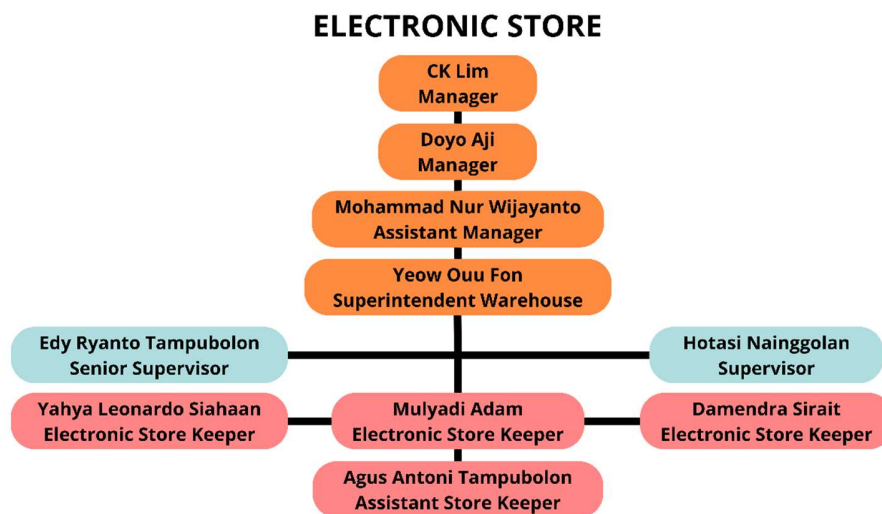 ELECTRONIC STORE
CK Lim
Manager
Doyo Aji
Manager
Mohammad Nur Wijayanto
Assistant Manager
Yeow Ouu Fon
Superintendent Warehouse
Edy Ryanto Tampubolon
Senior Supervisor
Hotasi Nainggolan
Supervisor
Yahya Leonardo Siahaan
Electronic Store Keeper
Mulyadi Adam
Electronic Store Keeper
Damendra Sirait
Electronic Store Keeper
Agus Antoni Tampubolon
Assistant Store Keeper